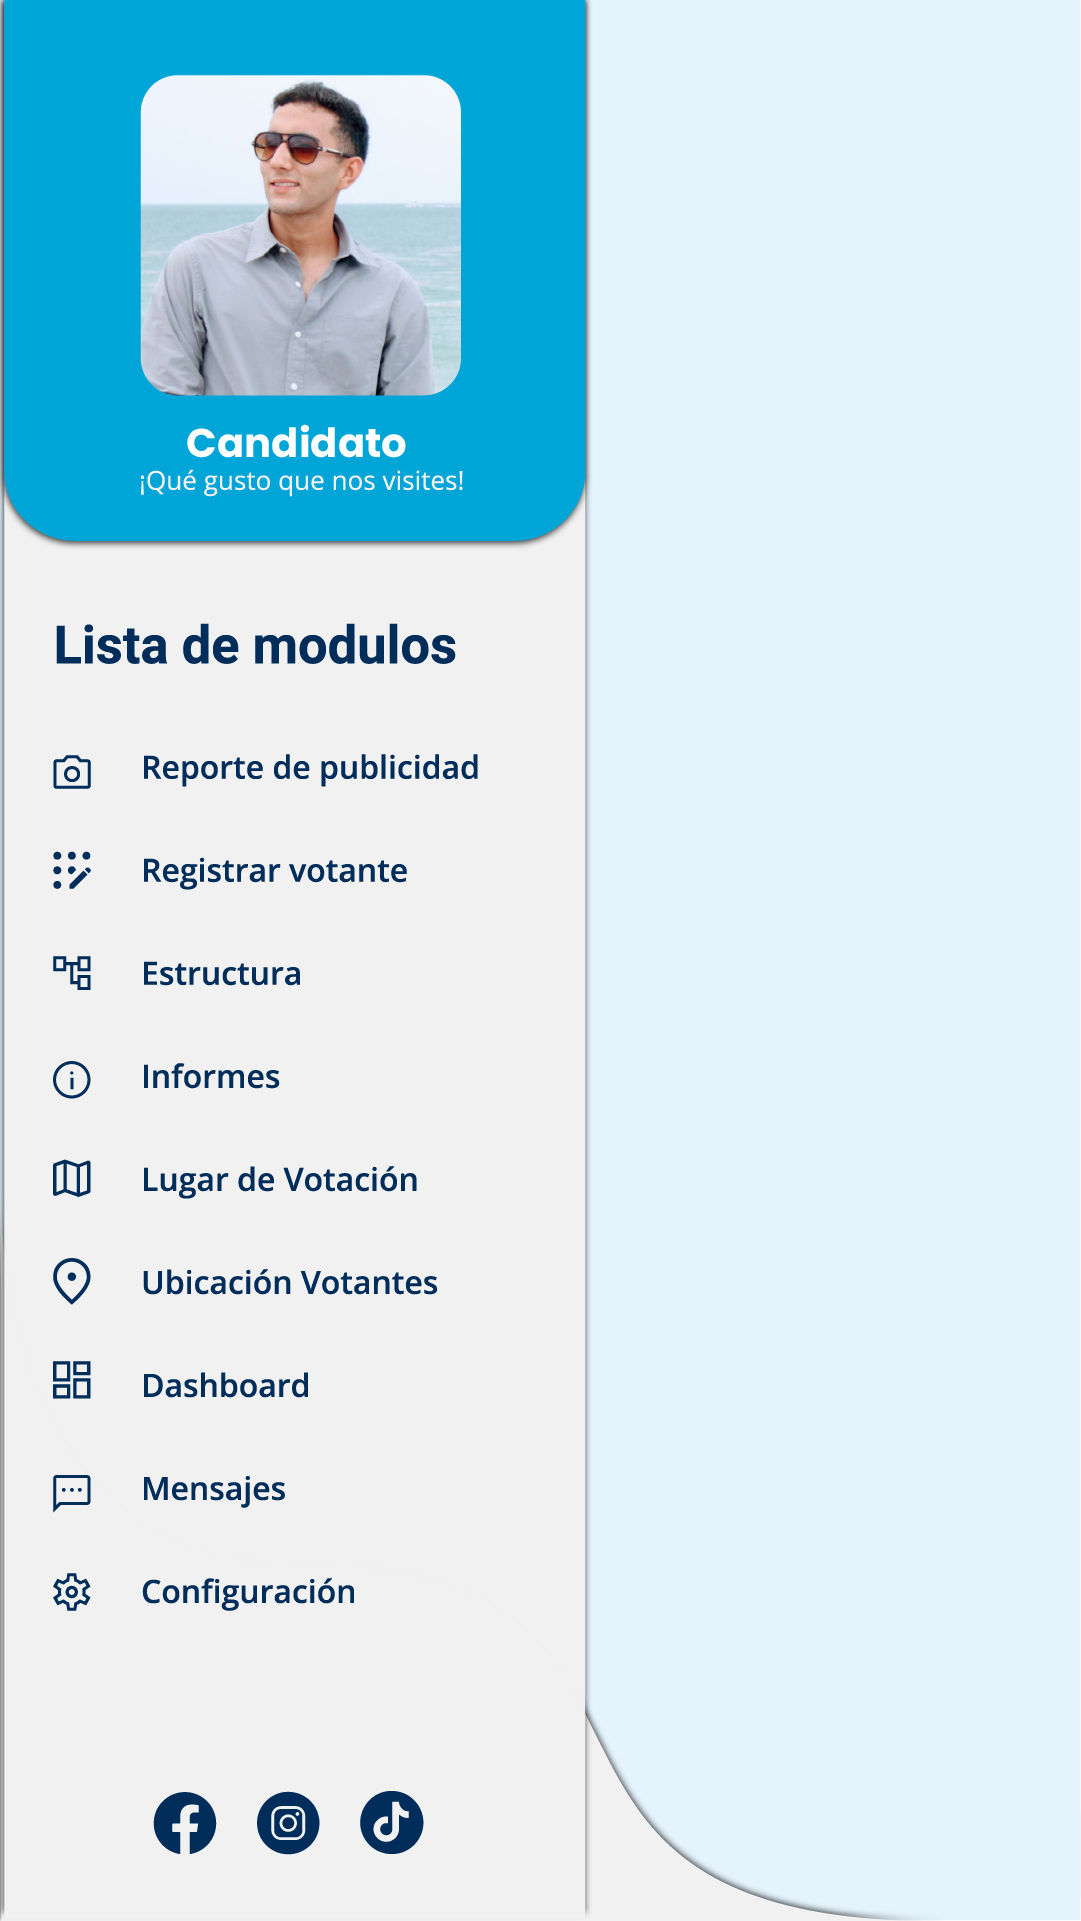 Candidato
¡Qué gusto que nos visites!
Lista de modulos
Reporte de publicidad
Registrar votante
Estructura
Informes
Lugar de Votación
Ubicación Votantes
Dashboard
Mensajes
Configuración